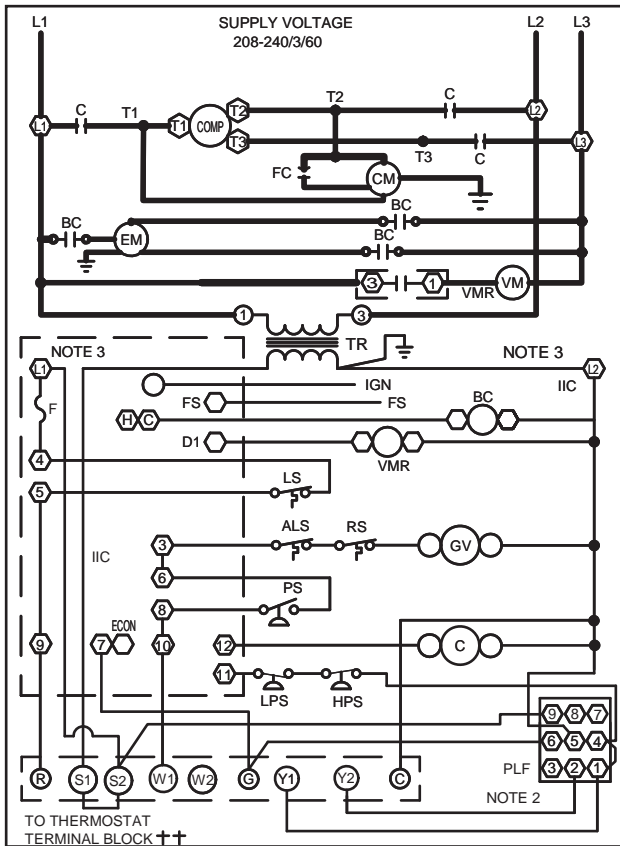 L1 SUPPLY VOLTAGE L2 L3
208-240/3/60
C T1 T2 T2 C
L1 T1 COMP L2
T3 T3 C L3
FC CM
BC BC
EM BC
3 1 VMR VM
1 3
TR
NOTE 3 NOTE 3
L1 L2
IGN IIC
F FS FS BC
H C
D1 VMR
4
LS
5
ALS RS
IIC 3 GV
6 PS
ECON 8
9 7 10 12 C
11
LPS HPS
9 8 7
6 5 4
PLF 3 2 1
R S1 S2 W1 W2 G Y1 Y2 C
NOTE 2
TO THERMOSTAT
TERMINAL BLOCK ††